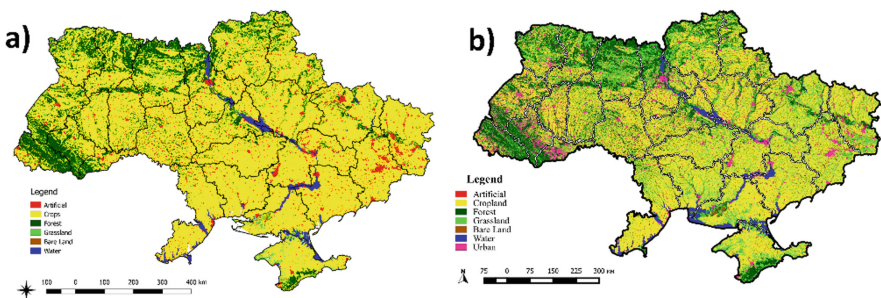 a)
Legend
Artificial
Crops
Forest
Grassland
Bare Land
Water
100 0 100 200 300 400 km
b)
Legend
Artificial
Cropland
Forest
Grassland
Bare Land
Water
Urban
N
75 0 75 150 225 300 км